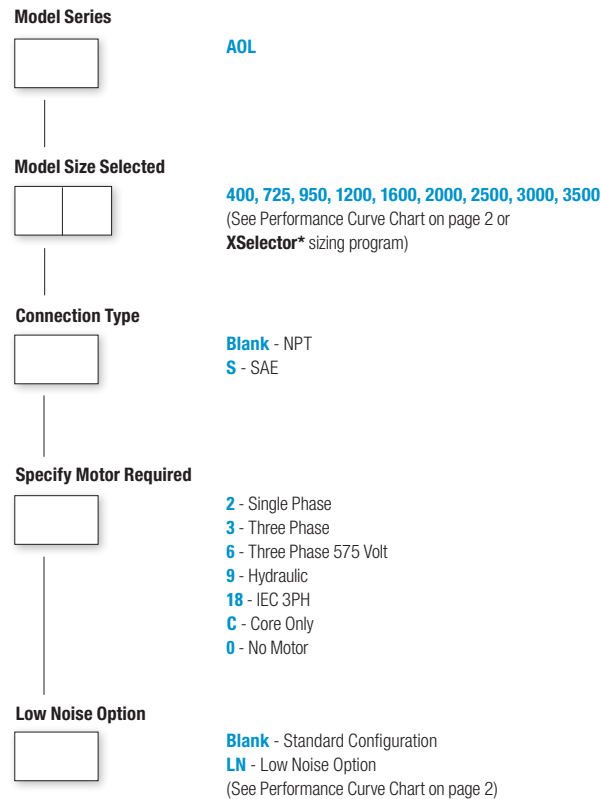 Model Series
AOL
Model Size Selected
400, 725, 950, 1200, 1600, 2000, 2500, 3000, 3500
(See Performance Curve Chart on page 2 or
XSelector* sizing program)
Connection Type
Blank - NPT
S - SAE
Specify Motor Required
2 - Single Phase
3 - Three Phase
6 - Three Phase 575 Volt
9 - Hydraulic
18 - IEC 3PH
C - Core Only
0 - No Motor
Low Noise Option
Blank - Standard Configuration
LN - Low Noise Option
(See Performance Curve Chart on page 2)